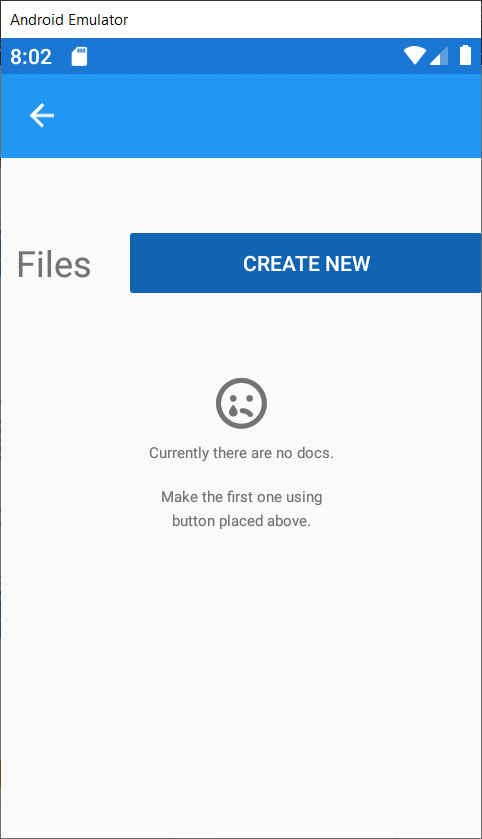 Android Emulator
8:02
Files
CREATE NEW
Currently there are no docs.
Make the first one using
button placed above.